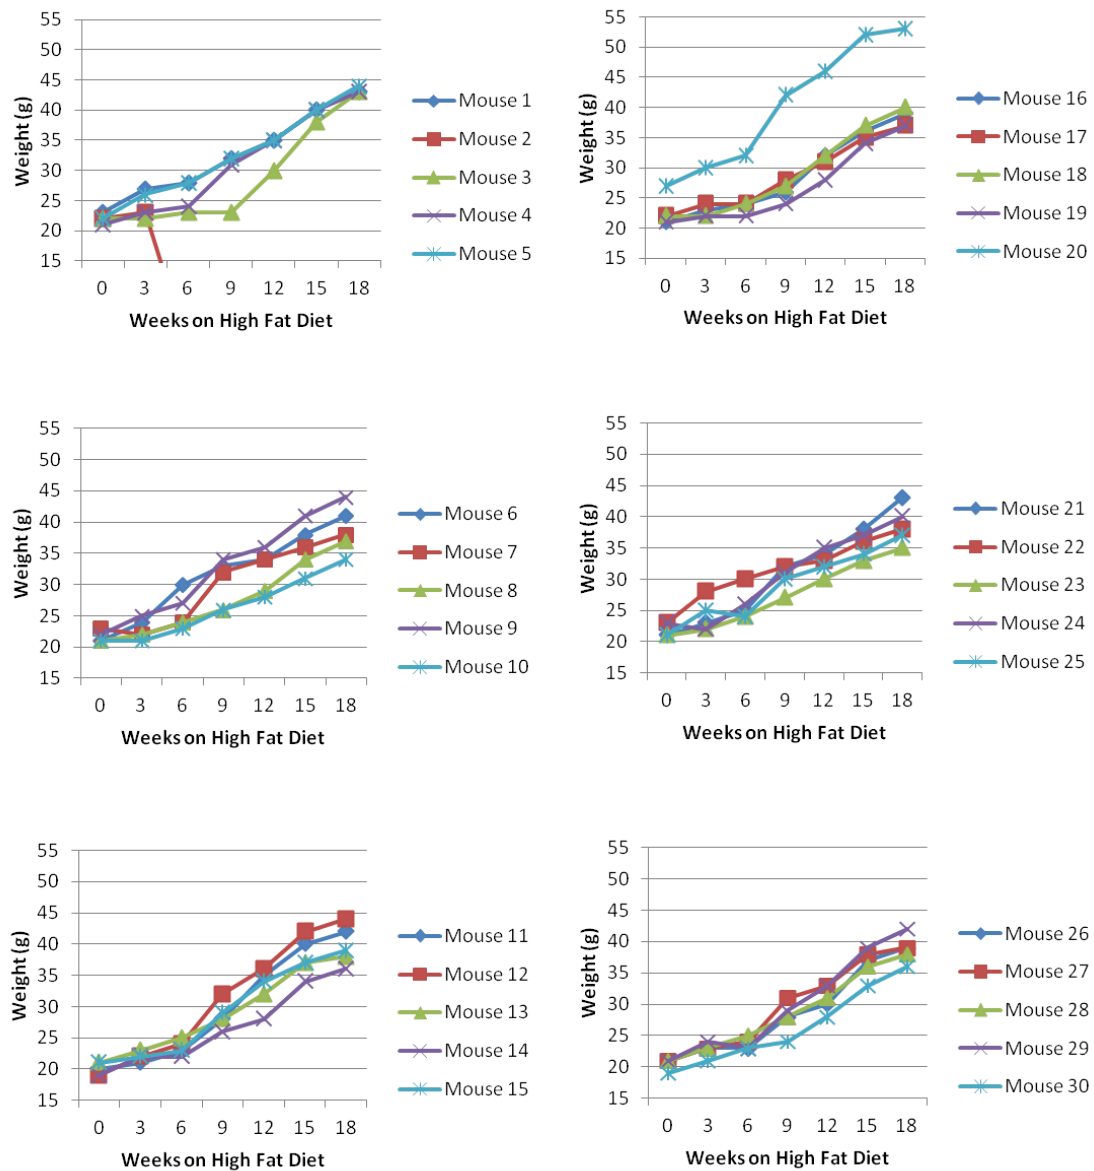 55
50
45
40
35
30
25
20
15
Weight (g)
0 3 6 9 12 15 18
Weeks on High Fat Diet
Mouse 1
Mouse 2
Mouse 3
Mouse 4
Mouse 5
55
50
45
40
35
30
25
20
15
Weight (g)
0 3 6 9 12 15 18
Weeks on High Fat Diet
Mouse 16
Mouse 17
Mouse 18
Mouse 19
Mouse 20
55
50
45
40
35
30
25
20
15
Weight (g)
0 3 6 9 12 15 18
Weeks on High Fat Diet
Mouse 6
Mouse 7
Mouse 8
Mouse 9
Mouse 10
55
50
45
40
35
30
25
20
15
Weight (g)
0 3 6 9 12 15 18
Weeks on High Fat Diet
Mouse 21
Mouse 22
Mouse 23
Mouse 24
Mouse 25
55
50
45
40
35
30
25
20
15
Weight (g)
0 3 6 9 12 15 18
Weeks on High Fat Diet
Mouse 11
Mouse 12
Mouse 13
Mouse 14
Mouse 15
55
50
45
40
35
30
25
20
15
Weight (g)
0 3 6 9 12 15 18
Weeks on High Fat Diet
Mouse 26
Mouse 27
Mouse 28
Mouse 29
Mouse 30